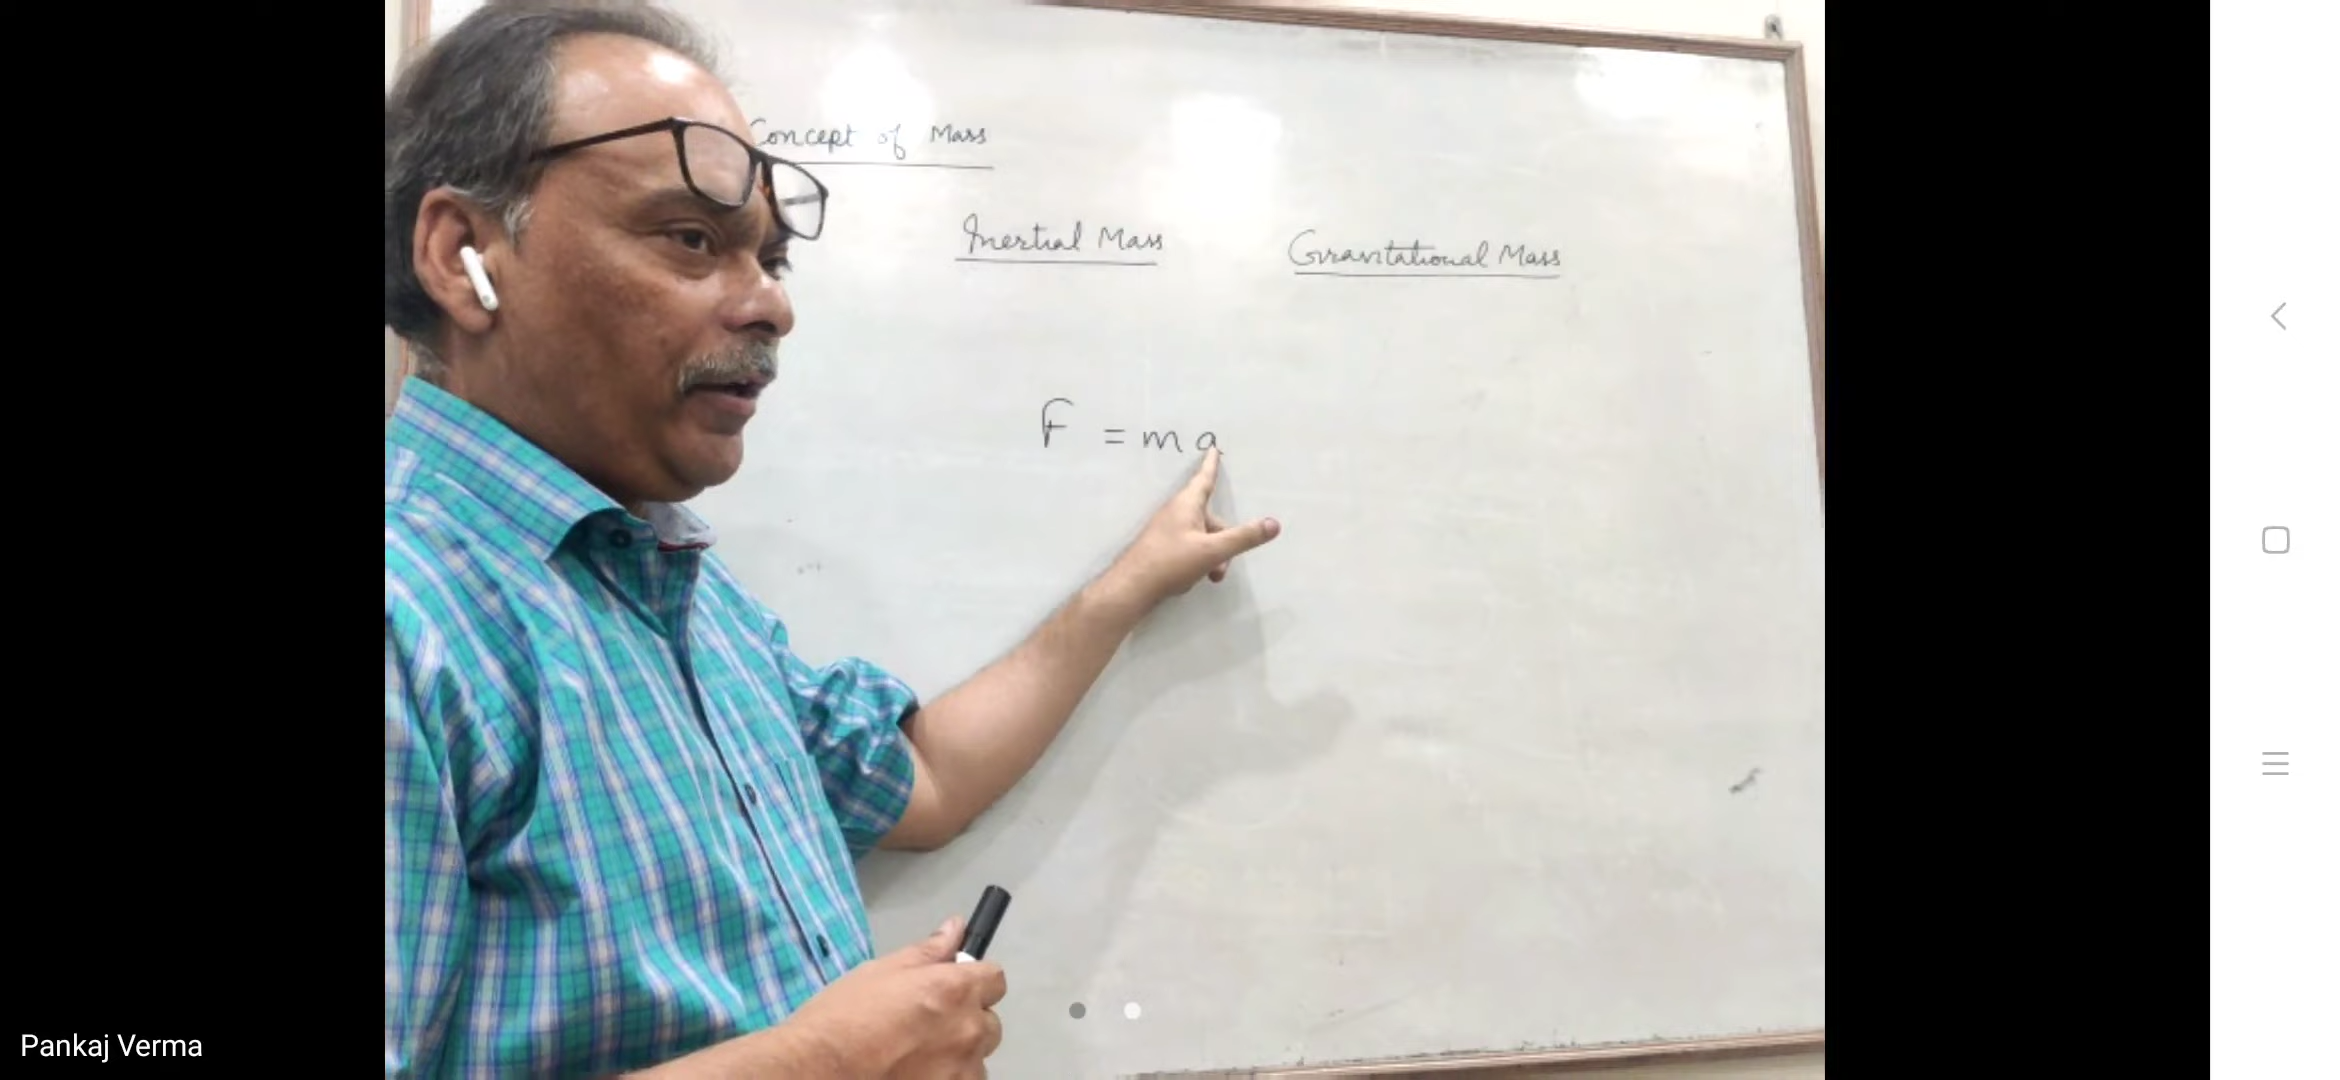 Concept of Mass
Inertial Mass Gravitational Mass
F = ma
Pankaj Verma